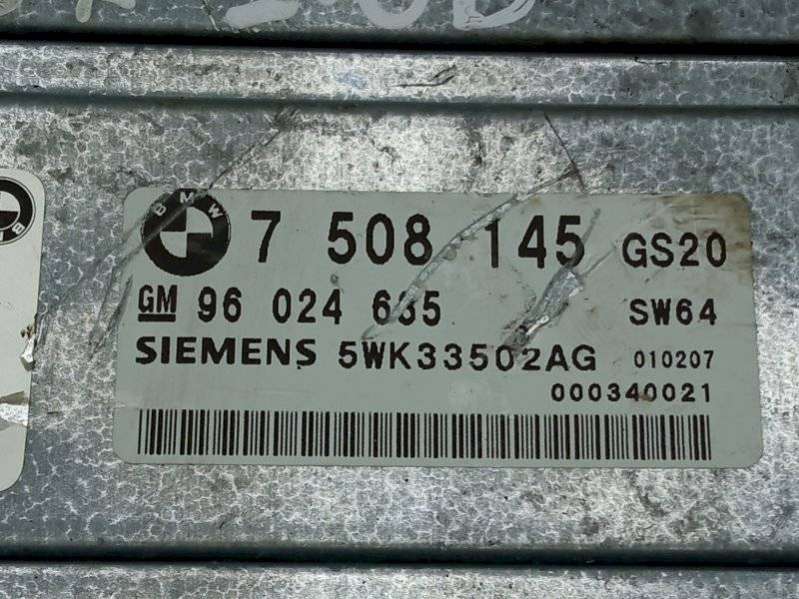 BMW 7 508 145 GS20
GM 96 024 635 SW64
SIEMENS 5WK33502AG 010207
000340021